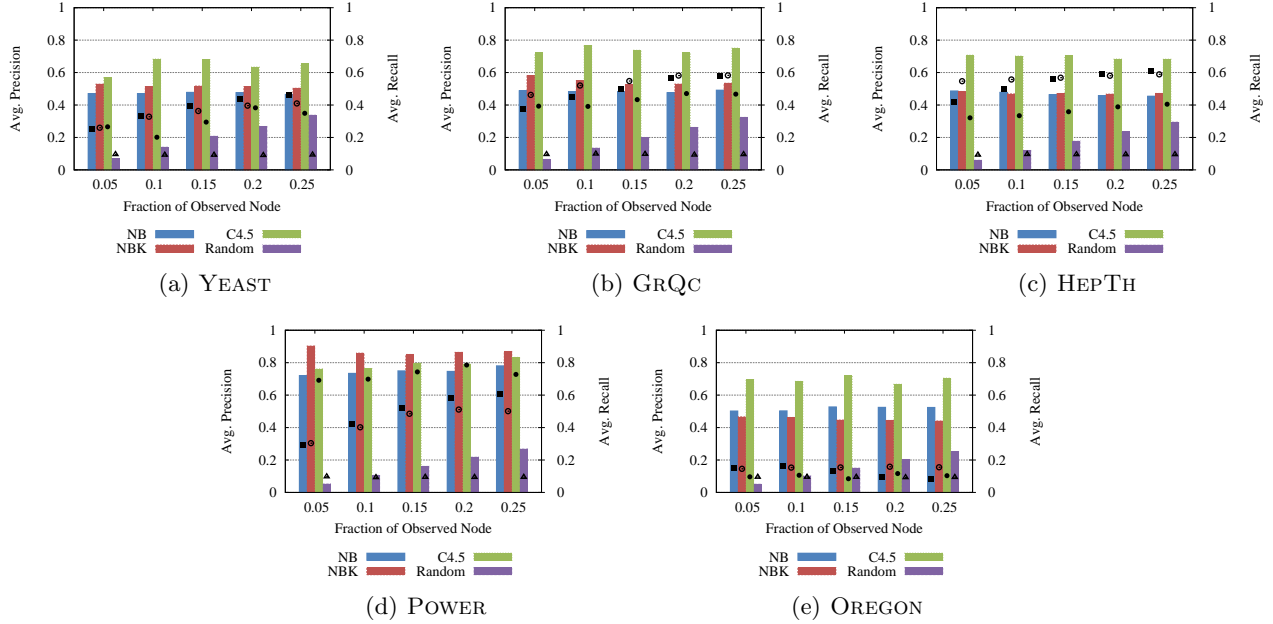 1
0.8
0.6
0.4
0.2
0
1
0.8
0.6
0.4
0.2
0
0.05 0.1 0.15 0.2 0.25
Avg. Precision
Avg. Recall
Fraction of Observed Node
NB C4.5
NBK Random
(a) YEAST
1
0.8
0.6
0.4
0.2
0
1
0.8
0.6
0.4
0.2
0
0.05 0.1 0.15 0.2 0.25
Avg. Precision
Avg. Recall
Fraction of Observed Node
NB C4.5
NBK Random
(b) GRQC
1
0.8
0.6
0.4
0.2
0
1
0.8
0.6
0.4
0.2
0
0.05 0.1 0.15 0.2 0.25
Avg. Precision
Avg. Recall
Fraction of Observed Node
NB C4.5
NBK Random
(c) HEPTH
1
0.8
0.6
0.4
0.2
0
1
0.8
0.6
0.4
0.2
0
0.05 0.1 0.15 0.2 0.25
Avg. Precision
Avg. Recall
Fraction of Observed Node
NB C4.5
NBK Random
(d) POWER
1
0.8
0.6
0.4
0.2
0
1
0.8
0.6
0.4
0.2
0
0.05 0.1 0.15 0.2 0.25
Avg. Precision
Avg. Recall
Fraction of Observed Node
NB C4.5
NBK Random
(e) OREGON